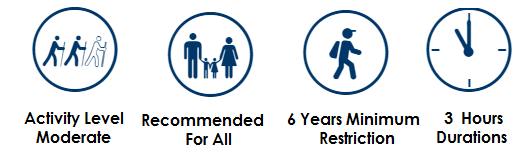 Activity Level
Moderate
Recommended
For All
6 Years Minimum
Restriction
3 Hours
Durations